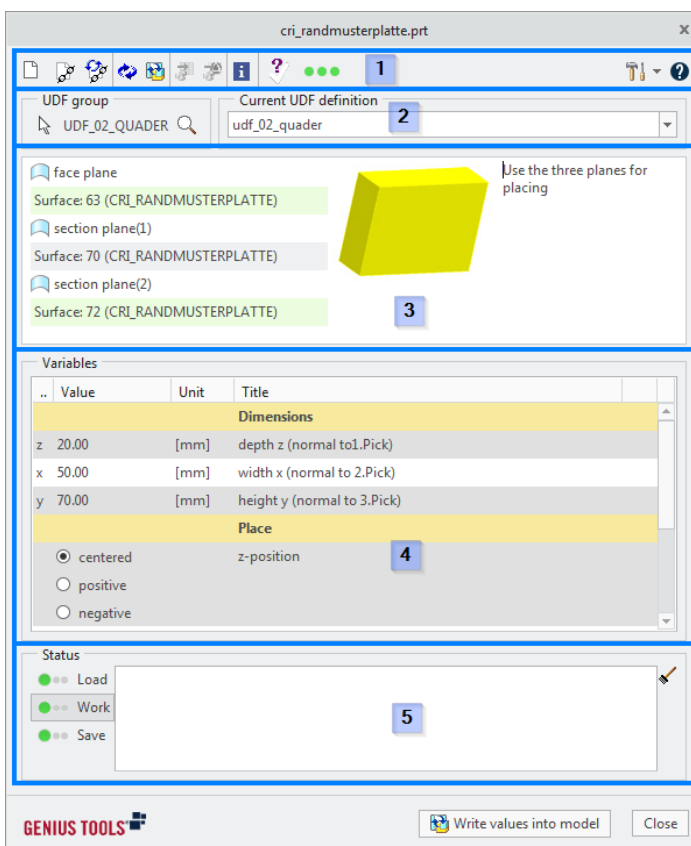 cri_randmusterplatte.prt x
1
UDF group Current UDF definition
UDF_02_QUADER udf_02_quader 2
face plane Use the three planes for
Surface: 63 (CRI_RANDMUSTERPLATTE) placing
section plane(1)
Surface: 70 (CRI_RANDMUSTERPLATTE)
section plane(2)
Surface: 72 (CRI_RANDMUSTERPLATTE) 3
Variables
.. Value Unit Title
Dimensions
z 20.00 [mm] depth z (normal to1.Pick)
x 50.00 [mm] width x (normal to 2.Pick)
y 70.00 [mm] height y (normal to 3.Pick)
Place
centered z-position 4
positive
negative
Status
Load
Work 5
Save
GENIUS TOOLS Write values into model Close